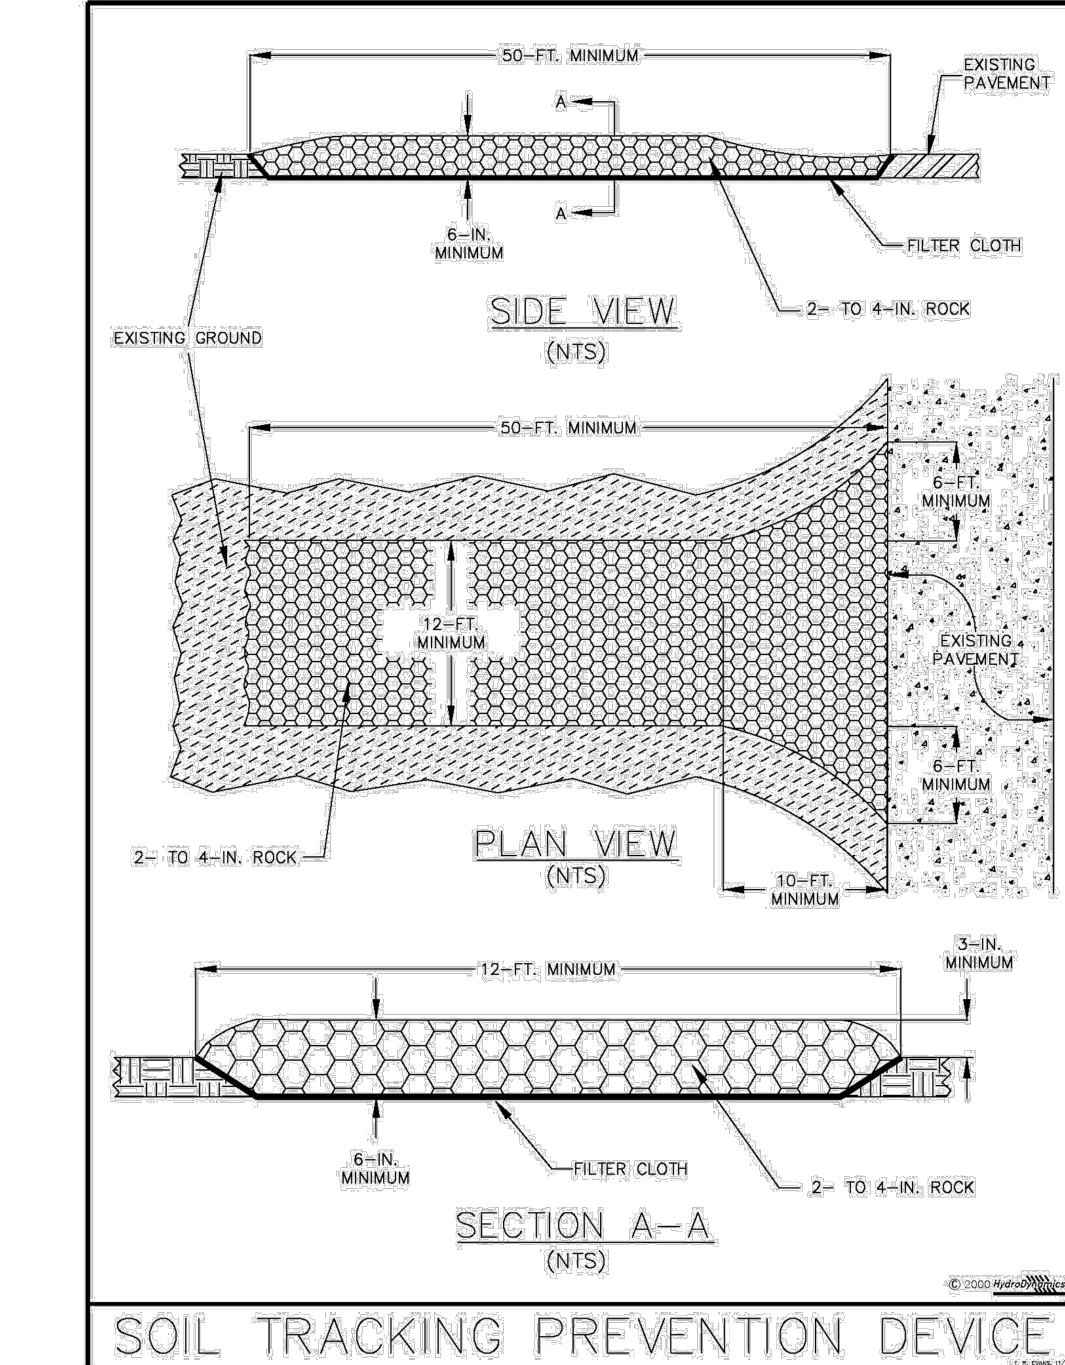 50-FT. MINIMUM
EXISTING
PAVEMENT
A
A
6-IN.
MINIMUM
FILTER CLOTH
SIDE VIEW
2- TO 4-IN. ROCK
EXISTING GROUND
(NTS)
50-FT. MINIMUM
6-FT.
MINIMUM
12-FT.
MINIMUM
EXISTING
PAVEMENT
6-FT.
MINIMUM
2- TO 4-IN. ROCK
PLAN VIEW
(NTS)
10-FT.
MINIMUM
3-IN.
MINIMUM
12-FT. MINIMUM
6-IN.
MINIMUM
FILTER CLOTH
2- TO 4-IN. ROCK
SECTION A-A
(NTS)
© 2000 HydroDynamics
SOIL TRACKING PREVENTION DEVICE